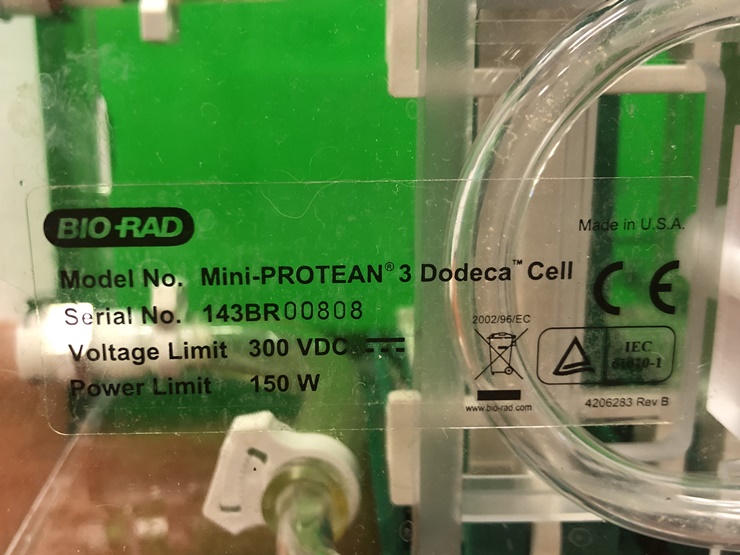 BIO-RAD
Made in U.S.A.
Model No. Mini-PROTEAN® 3 Dodeca™ Cell
CE
Serial No. 143BR00808
2002/96/EC
Voltage Limit 300 VDC
IEC
61010-1
Power Limit 150 W
www.bio-rad.com
4206283 Rev B